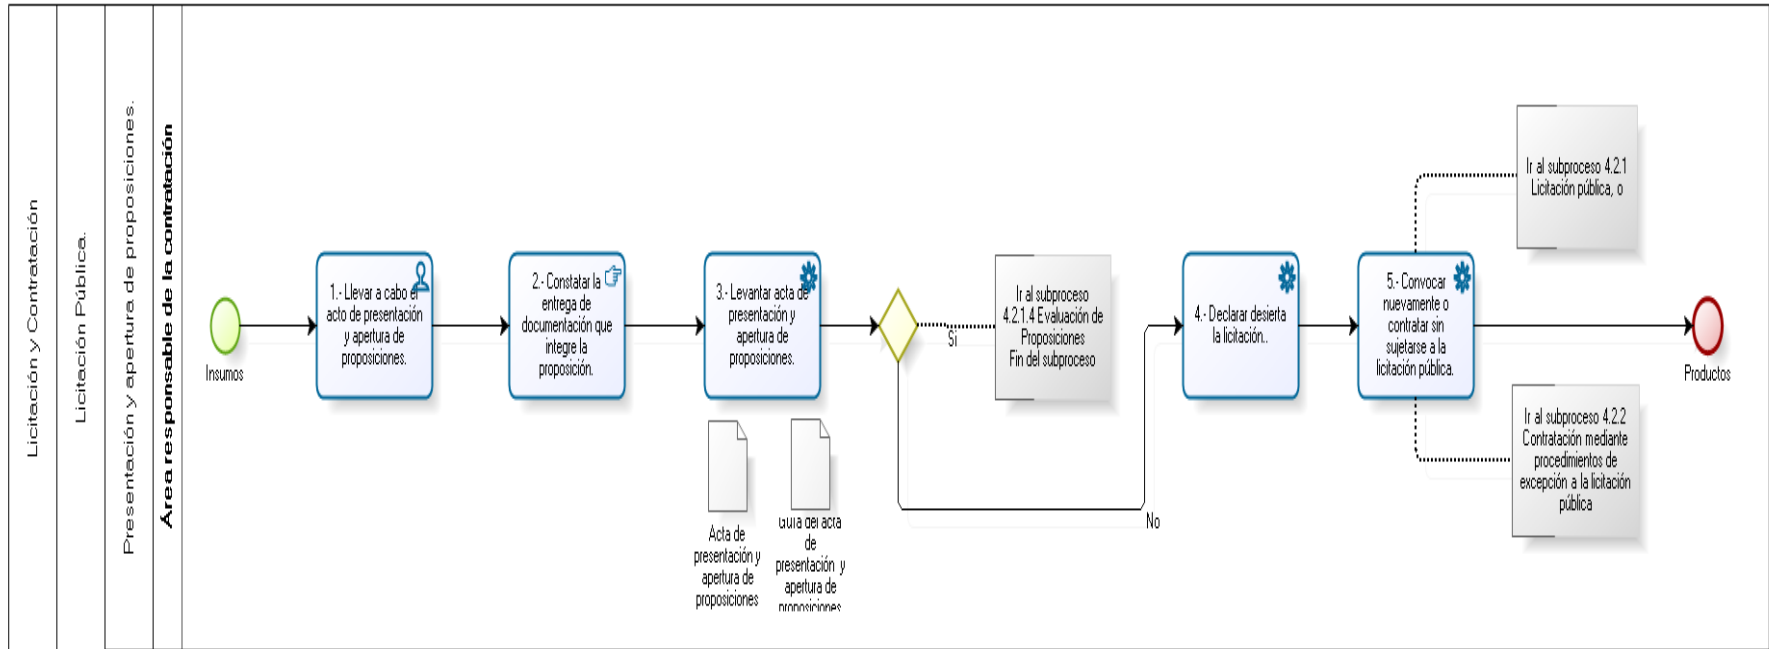 Licitación y Contratación
Licitación Pública.
Presentación y apertura de proposiciones.
Área responsable de la contratación
Insumos
1.- Llevar a cabo el
acto de presentación
y apertura de
proposiciones.
2.- Constatar la
entrega de
documentación que
integre la
proposición.
3.- Levantar acta de
presentación y
apertura de
proposiciones.
Acta de
presentación y
apertura de
proposiciones
Guía del acta
de
presentación y
apertura de
proposiciones
Si
Ir al subproceso
4.2.1.4 Evaluación de
Proposiciones
Fin del subproceso
No
4.- Declarar desierta
la licitación..
5.- Convocar
nuevamente o
contratar sin
sujetarse a la
licitación pública.
Ir al subproceso 4.2.1
Licitación pública, o
Ir al subproceso 4.2.2
Contratación mediante
procedimientos de
excepción a la licitación
pública
Productos